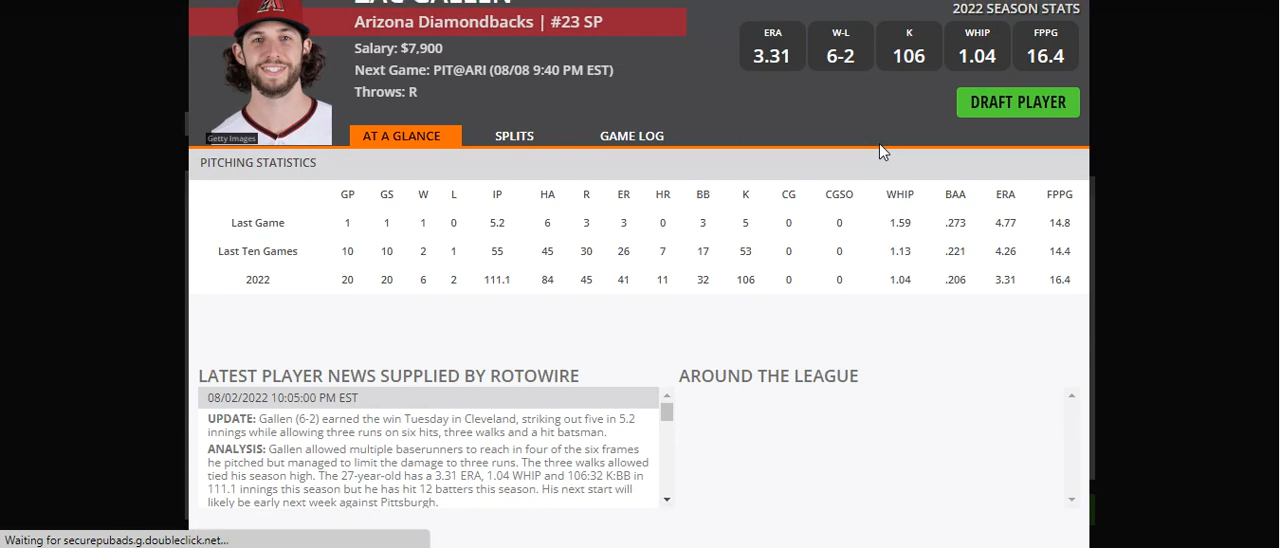 ZAC GALLEN
2022 SEASON STATS
Arizona Diamondbacks | #23 SP
Salary: $7,900
Next Game: PIT@ARI (08/08 9:40 PM EST)
Throws: R
ERA W-L K WHIP FPPG
3.31 6-2 106 1.04 16.4
DRAFT PLAYER
Getty Images
AT A GLANCE SPLITS GAME LOG
PITCHING STATISTICS
GP GS W L IP HA R ER HR BB K CG CGSO WHIP BAA ERA FPPG
Last Game 1 1 1 0 5.2 6 3 3 0 3 5 0 0 1.59 .273 4.77 14.8
Last Ten Games 10 10 2 1 55 45 30 26 7 17 53 0 0 1.13 .221 4.26 14.4
2022 20 20 6 2 111.1 84 45 41 11 32 106 0 0 1.04 .206 3.31 16.4
LATEST PLAYER NEWS SUPPLIED BY ROTOWIRE
08/02/2022 10:05:00 PM EST
UPDATE: Gallen (6-2) earned the win Tuesday in Cleveland, striking out five in 5.2
innings while allowing three runs on six hits, three walks and a hit batsman.
ANALYSIS: Gallen allowed multiple baserunners to reach in four of the six frames
he pitched but managed to limit the damage to three runs. The three walks allowed
tied his season high. The 27-year-old has a 3.31 ERA, 1.04 WHIP and 106:32 K:BB in
111.1 innings this season but he has hit 12 batters this season. His next start will
likely be early next week against Pittsburgh.
AROUND THE LEAGUE
Waiting for securepubads.g.doubleclick.net...